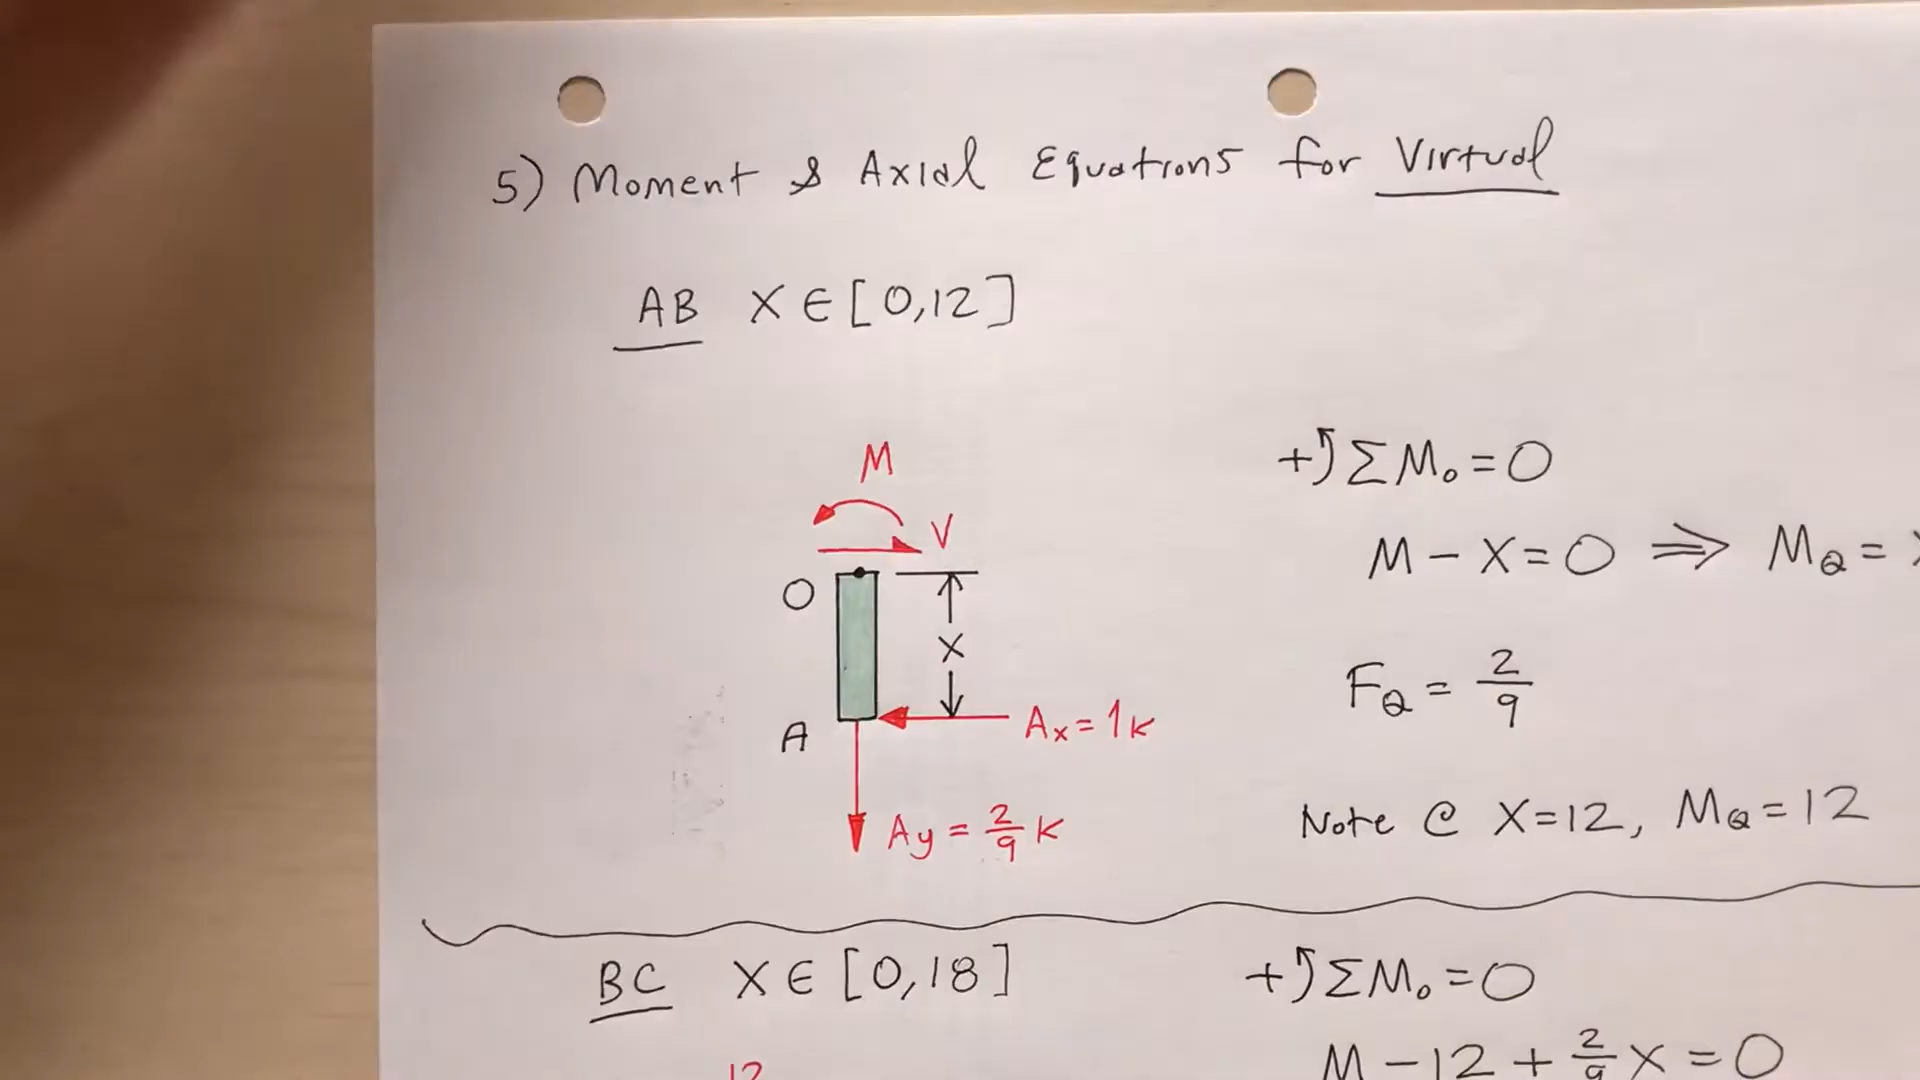 5) Moment & Axial Equations for Virtual
AB X ∈ [0,12]
M
V
O
X
A
Ax = 1k
Ay = 2/9 k
+↺ ΣMo = 0
M - X = 0 ⇒ MQ =
FQ = 2/9
Note @ X=12, MQ = 12
BC X ∈ [0,18]
12
+↺ ΣMo = 0
M - 12 + 2/9 X = 0